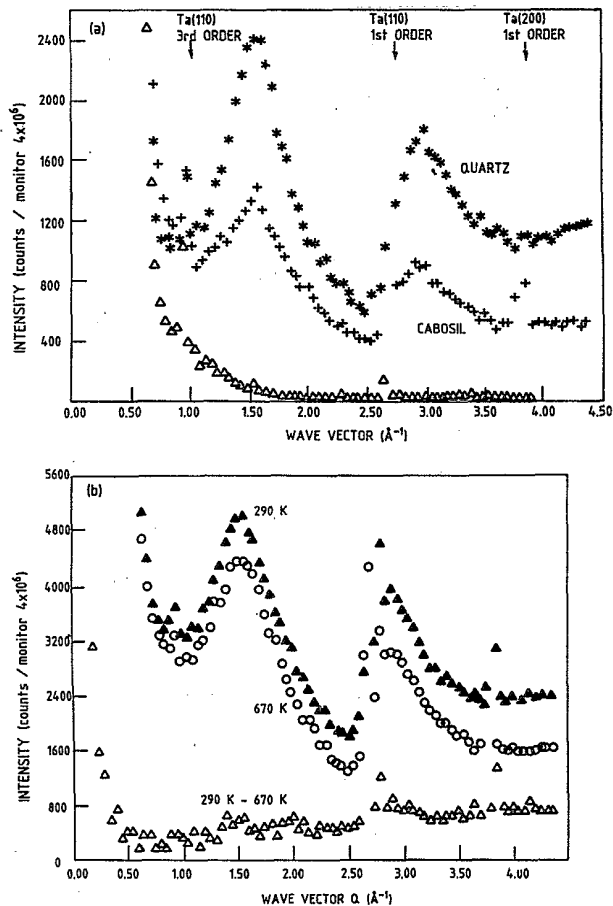 (a)
Ta(110)
3rd ORDER
Ta(110)
1st ORDER
Ta(200)
1st ORDER
2400
2000
1600
1200
800
400
QUARTZ
CABOSIL
INTENSITY (counts / monitor 4x10⁶)
0.00 1.00 1.50 2.00 2.50 3.00 3.50 4.00 4.50
WAVE VECTOR (Å⁻¹)
(b)
5600
4800
4000
3200
2400
1600
800
0
290 K
670 K
290 K - 670 K
INTENSITY (counts / monitor 4x10⁶)
0.00 0.50 1.00 1.50 2.00 2.50 3.00 3.50 4.00
WAVE VECTOR Q (Å⁻¹)